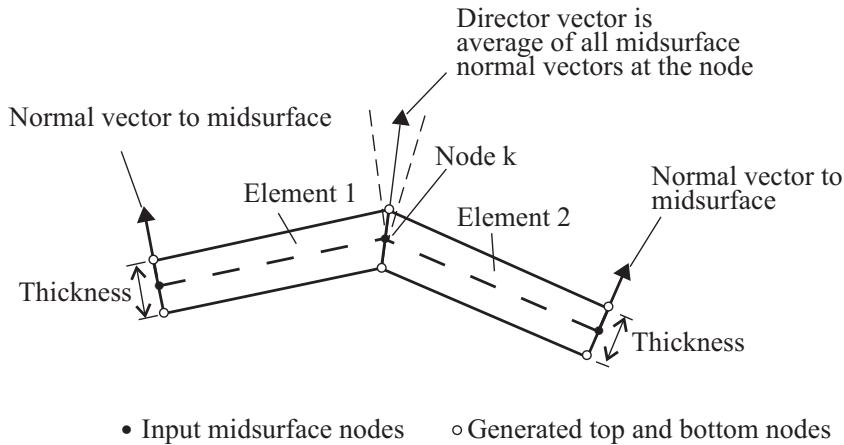 Director vector is
average of all midsurface
normal vectors at the node
Normal vector to midsurface
Node k
Element 1
Normal vector to
midsurface
Element 2
Thickness
Thickness
Input midsurface nodes
Generated top and bottom nodes